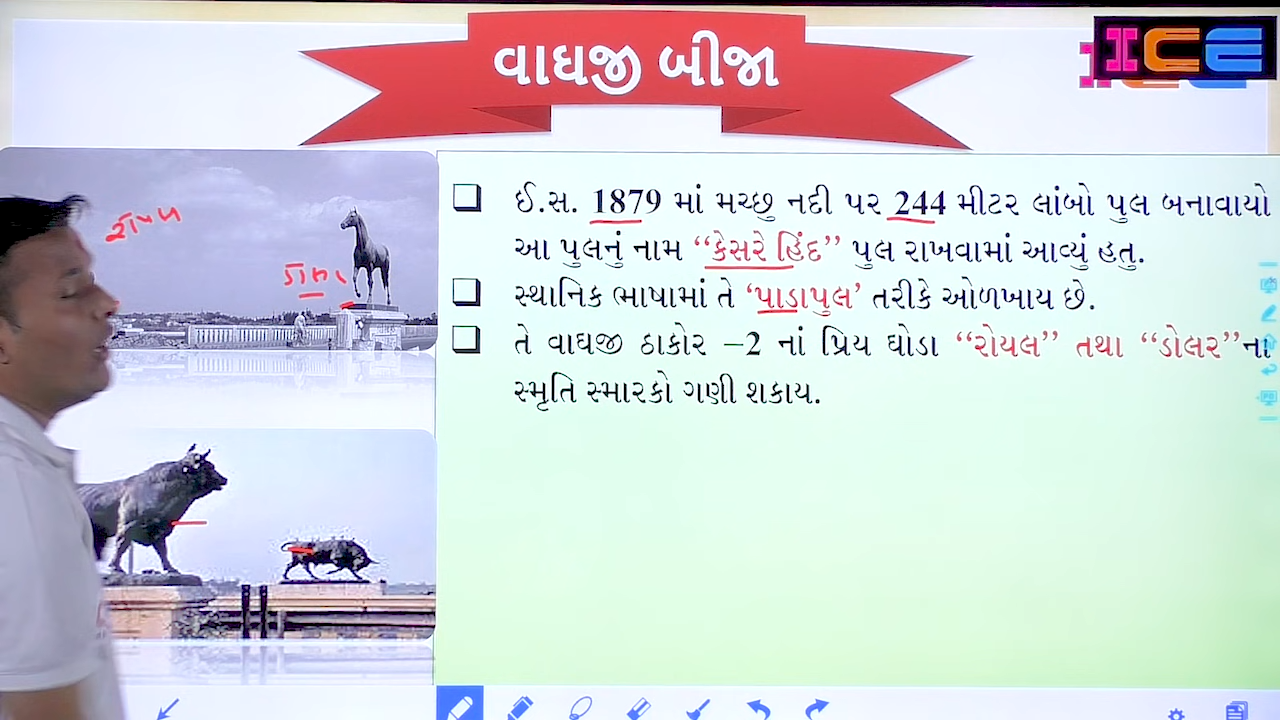 વાઘજી બીજા
ICE
ઈ.સ. 1879 માં મચ્છુ નદી પર 244 મીટર લાંબો પુલ બનાવાયો
આ પુલનું નામ “કેસરે હિંદ” પુલ રાખવામાં આવ્યું હતુ.
સ્થાનિક ભાષામાં તે ‘પાડાપુલ’ તરીકે ઓળખાય છે.
તે વાઘજી ઠાકોર –2 નાં પ્રિય ઘોડા “રોયલ” તથા “ડોલર”નાં
સ્મૃતિ સ્મારકો ગણી શકાય.